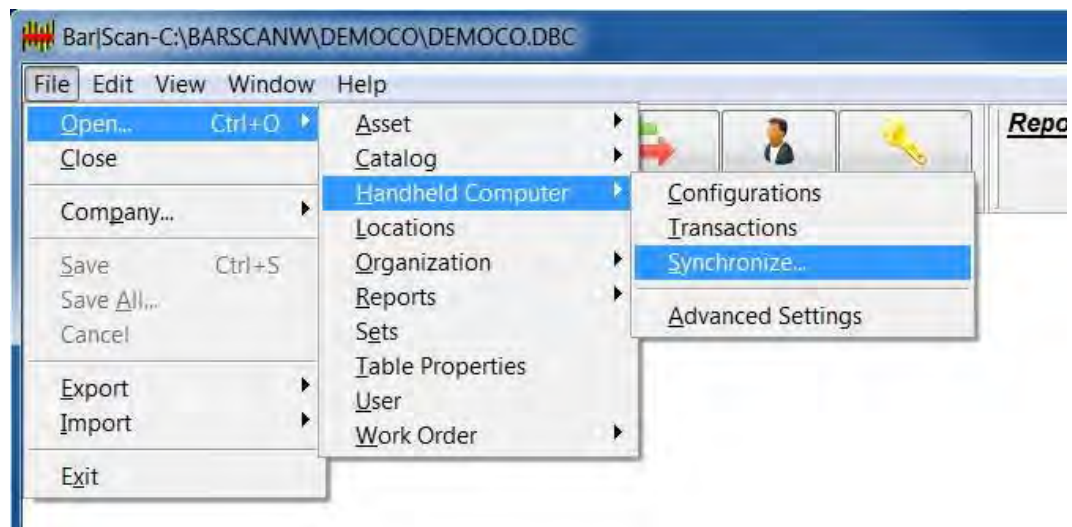 Bar|Scan-C:\BARSCANW\DEMOCO\DEMOCO.DBC
File Edit View Window Help
Open... Ctrl+O
Close
Company...
Save Ctrl+S
Save All...
Cancel
Export
Import
Exit
Asset
Catalog
Handheld Computer
Locations
Organization
Reports
Sets
Table Properties
User
Work Order
Configurations
Transactions
Synchronize...
Advanced Settings
Repo